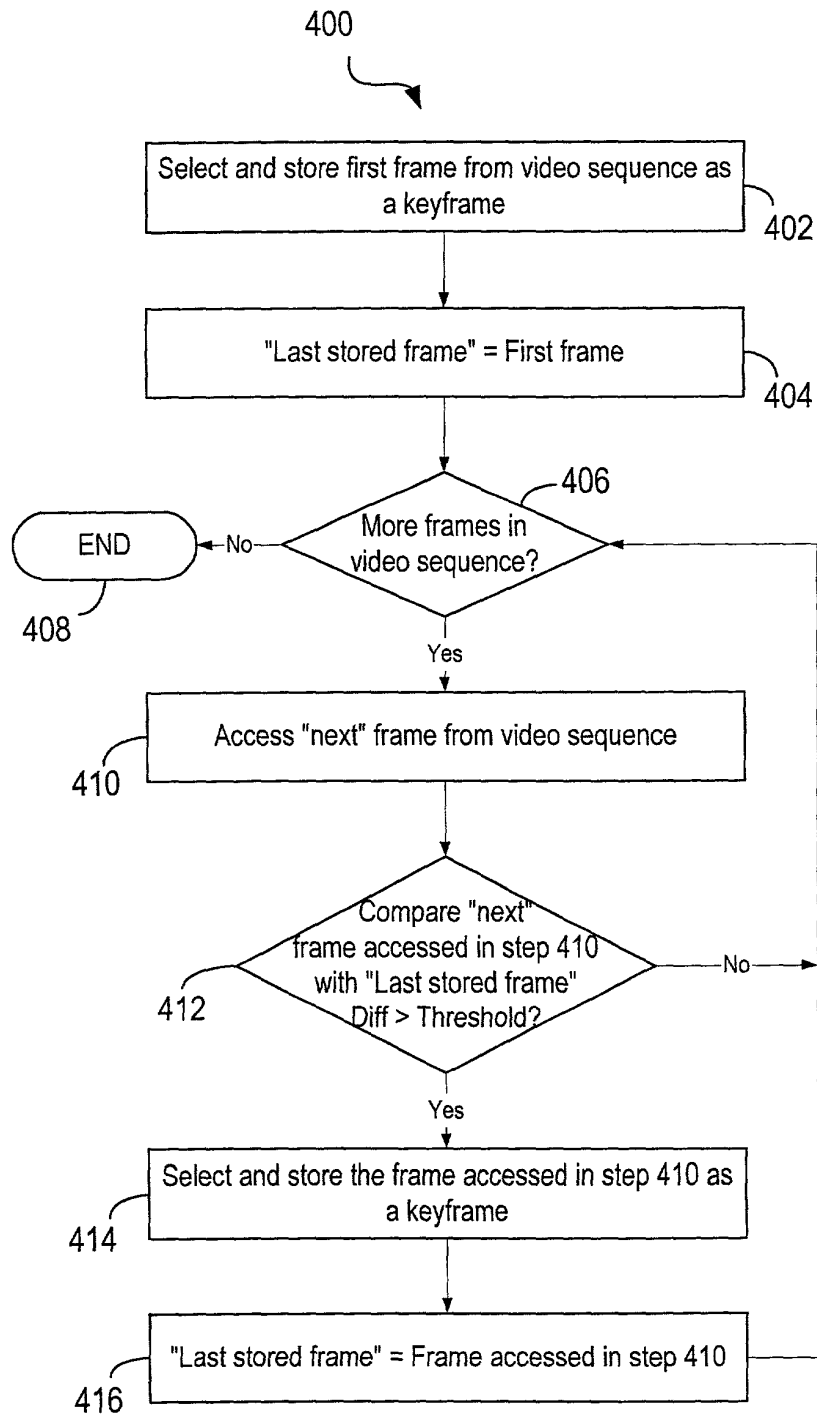 400
Select and store first frame from video sequence as
a keyframe
402
"Last stored frame" = First frame
404
406
More frames in
video sequence?
No
END
408
Yes
Access "next" frame from video sequence
410
Compare "next"
frame accessed in step 410
with "Last stored frame"
Diff > Threshold?
No
412
Yes
Select and store the frame accessed in step 410 as
a keyframe
414
"Last stored frame" = Frame accessed in step 410
416